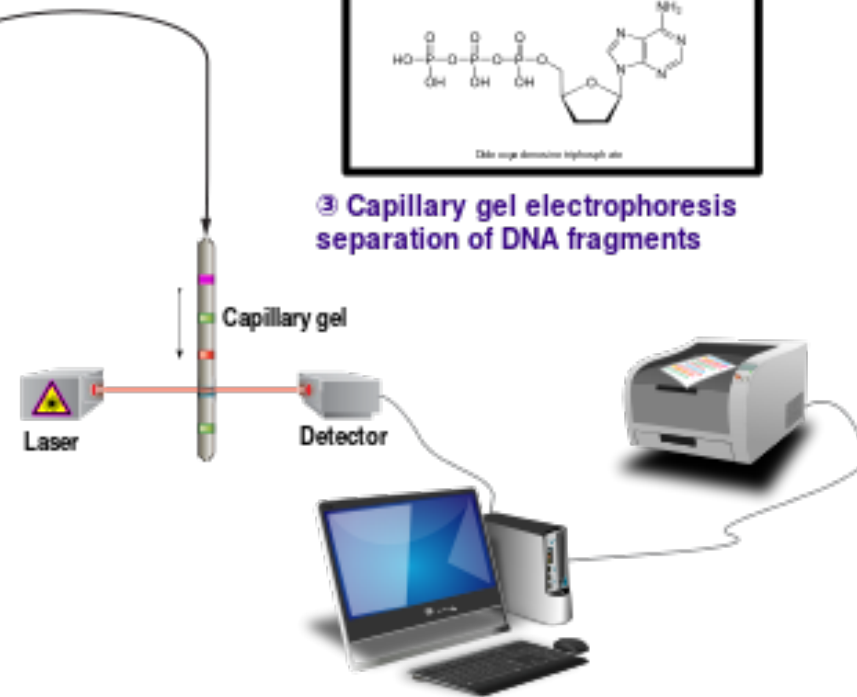 NH₂
N
N
O
O
O
HO-P-O-P-O-P-O
N
N
OH
OH
OH
O
③ Capillary gel electrophoresis
separation of DNA fragments
Capillary gel
Laser
Detector